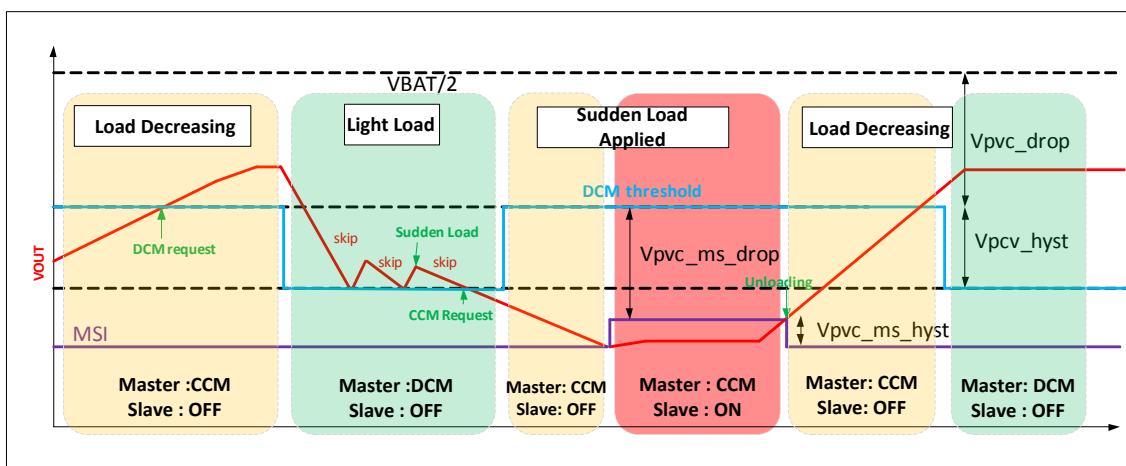 VBAT/2
Load Decreasing
Light Load
Sudden Load
Applied
Load Decreasing
Vpvc_drop
DCM threshold
DCM request
skip
skip
skip
Sudden Load
CCM Request
Vpvc_ms_drop
Unloading
Vpcv_hyst
Vpvc_ms_hyst
VOUT
MSI
Master :CCM
Slave : OFF
Master :DCM
Slave : OFF
Master: CCM
Slave: OFF
Master : CCM
Slave : ON
Master: CCM
Slave: OFF
Master: DCM
Slave : OFF